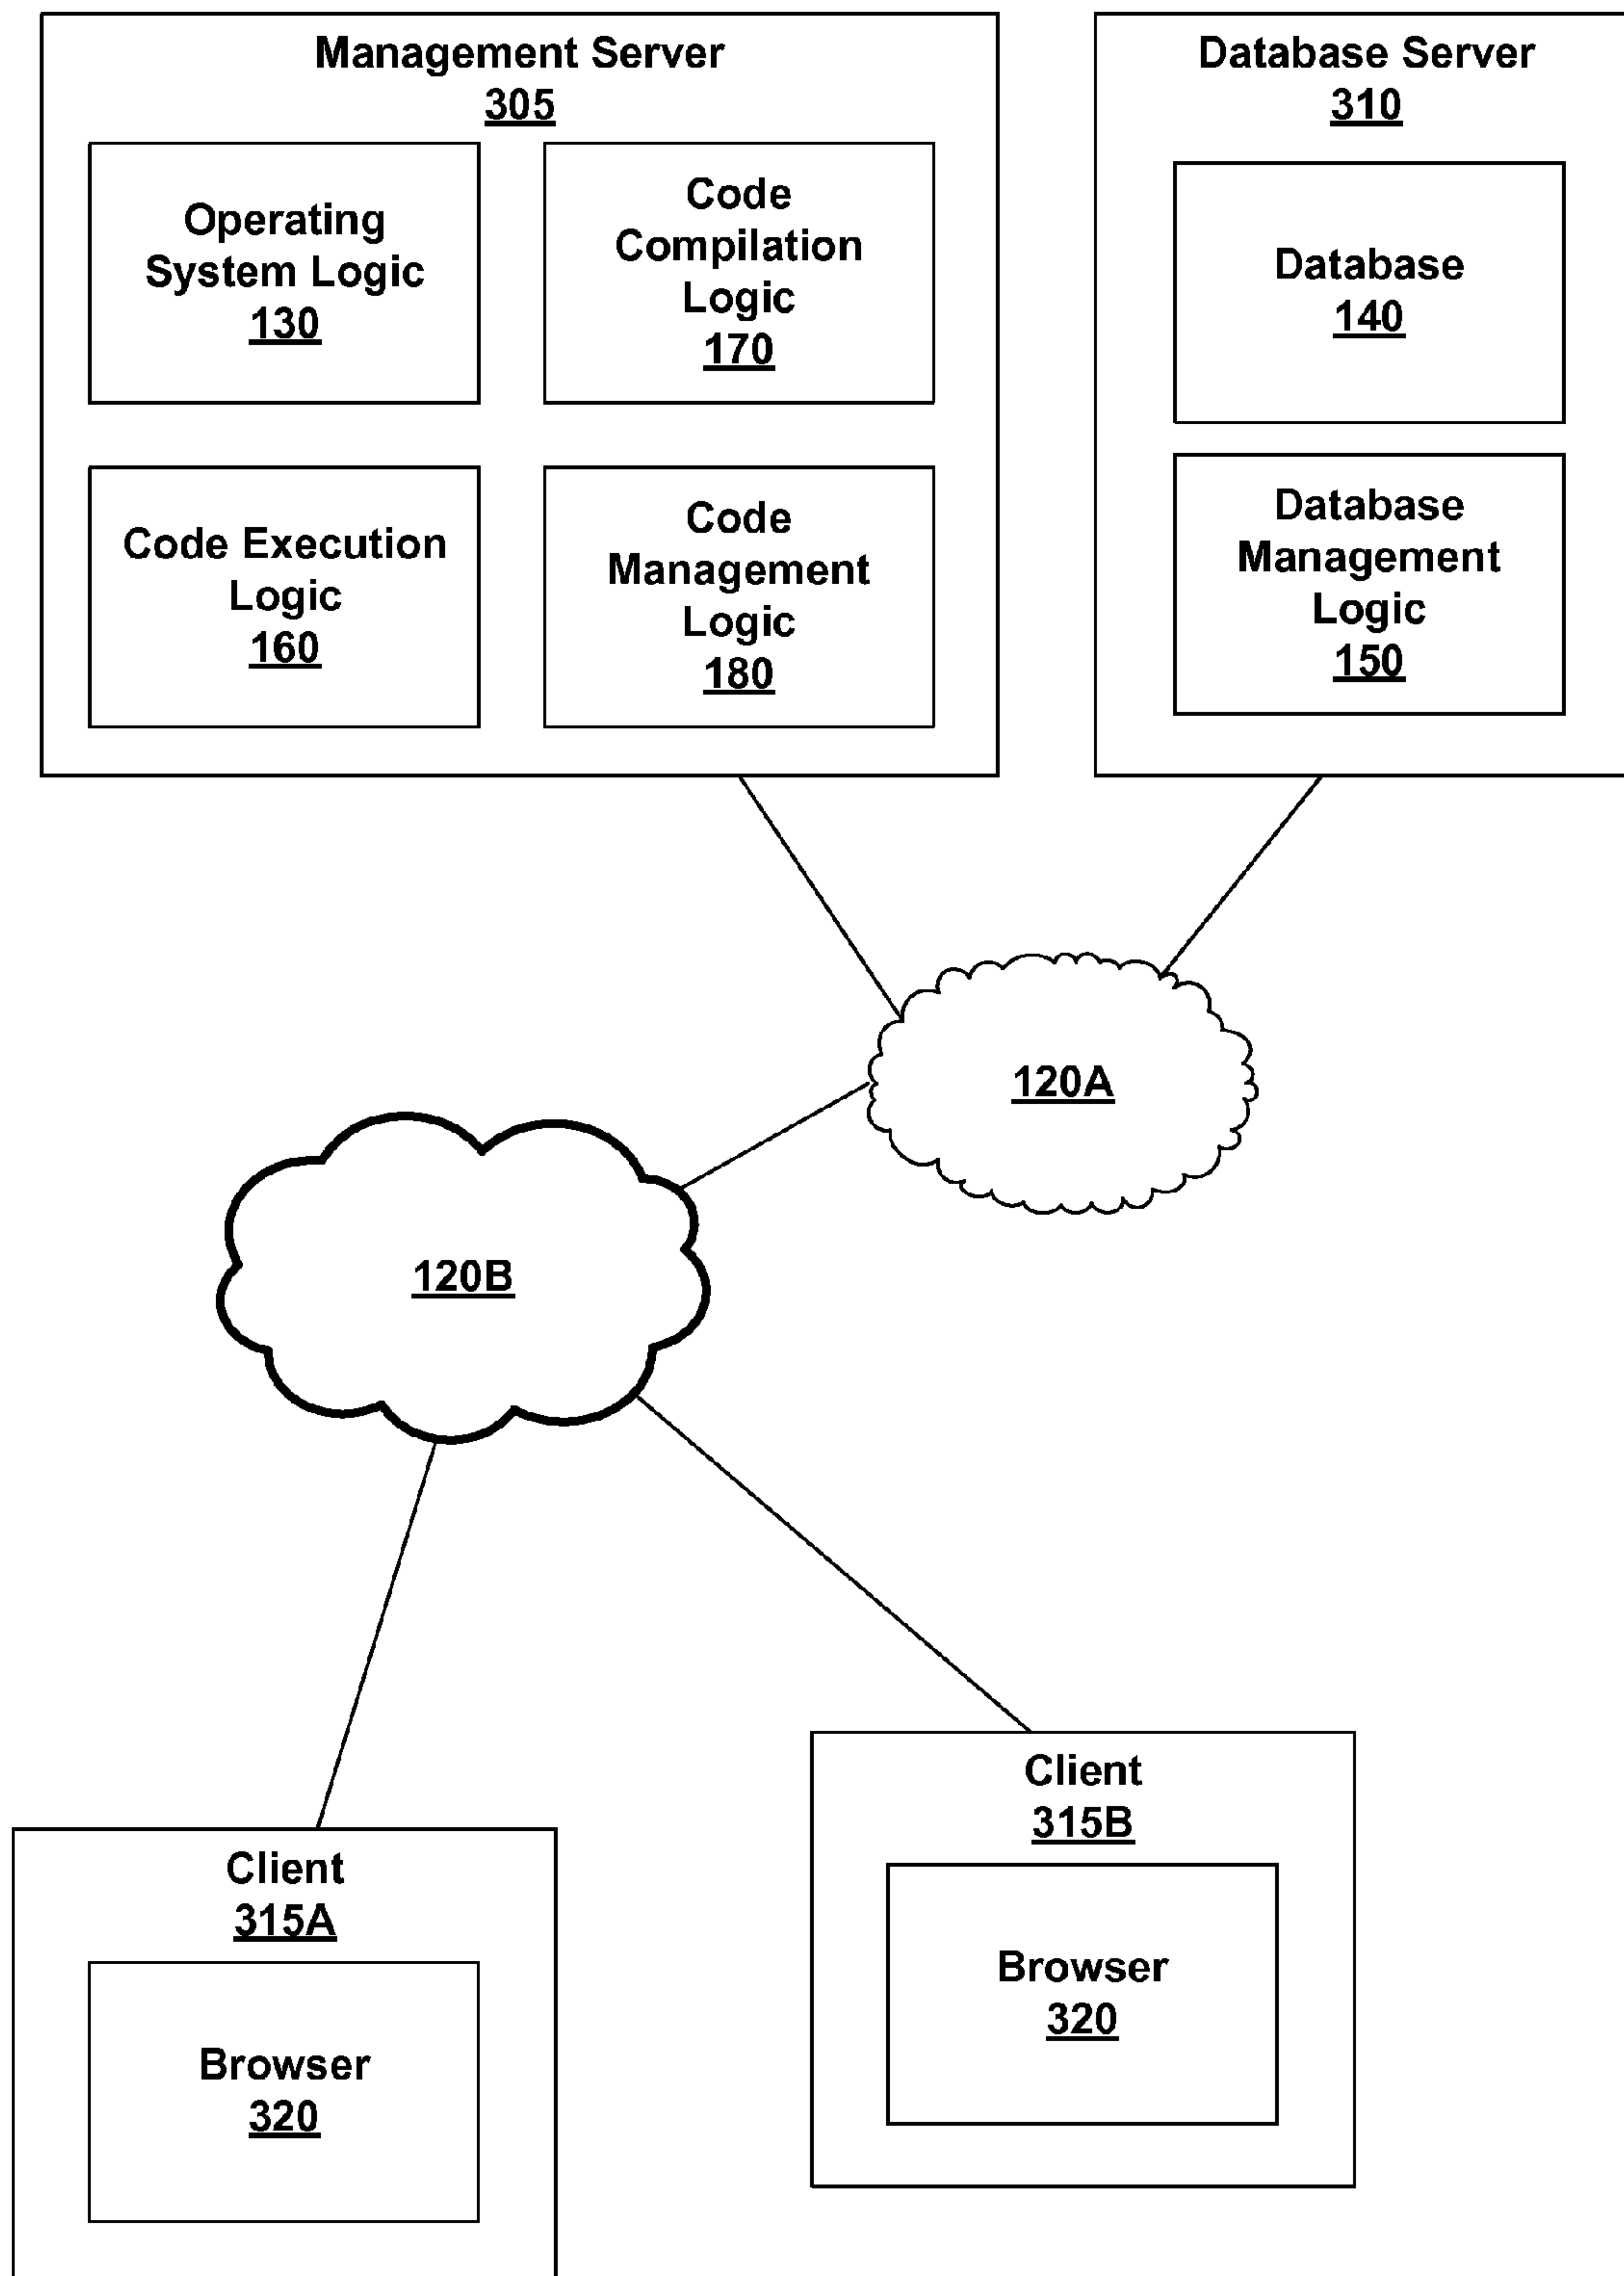 Management Server
305
Operating
System Logic
130
Code
Compilation
Logic
170
Code Execution
Logic
160
Code
Management
Logic
180
Database Server
310
Database
140
Database
Management
Logic
150
120A
120B
Client
315A
Browser
320
Client
315B
Browser
320